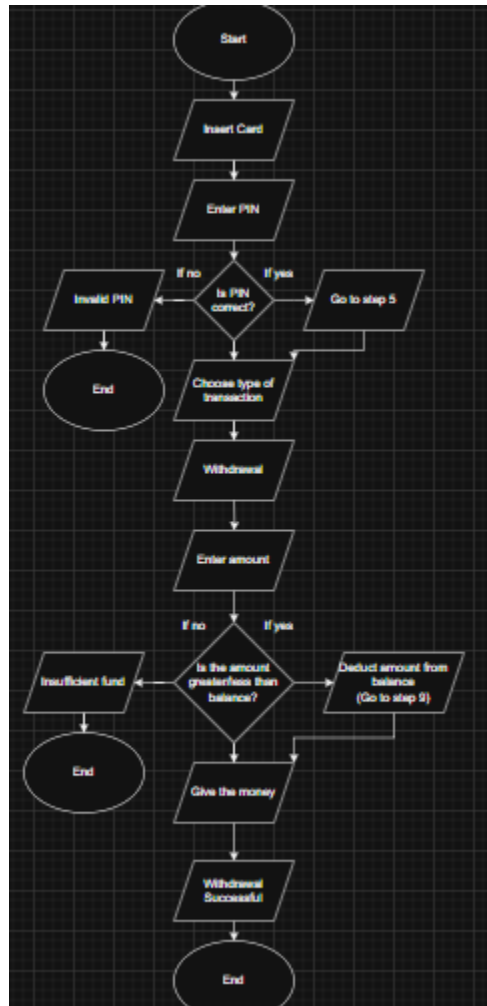 Start
Insert Card
Enter PIN
If no
If yes
Invalid PIN
Is PIN
correct?
Go to step 5
End
Choose type of
transaction
Withdrawal
Enter amount
If no
If yes
Insufficient fund
Is the amount
greater/less than
balance?
Deduct amount from
balance
(Go to step 9)
End
Give the money
Withdrawal
Successful
End